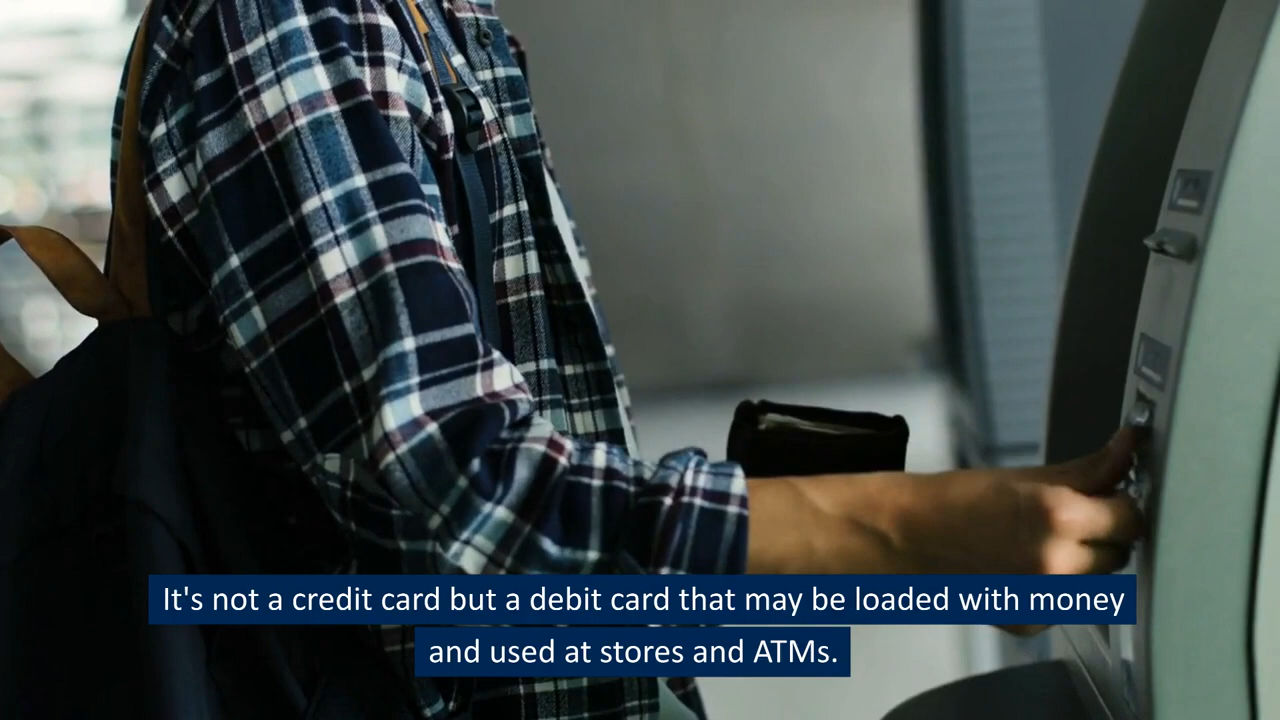 It's not a credit card but a debit card that may be loaded with money
and used at stores and ATMs.